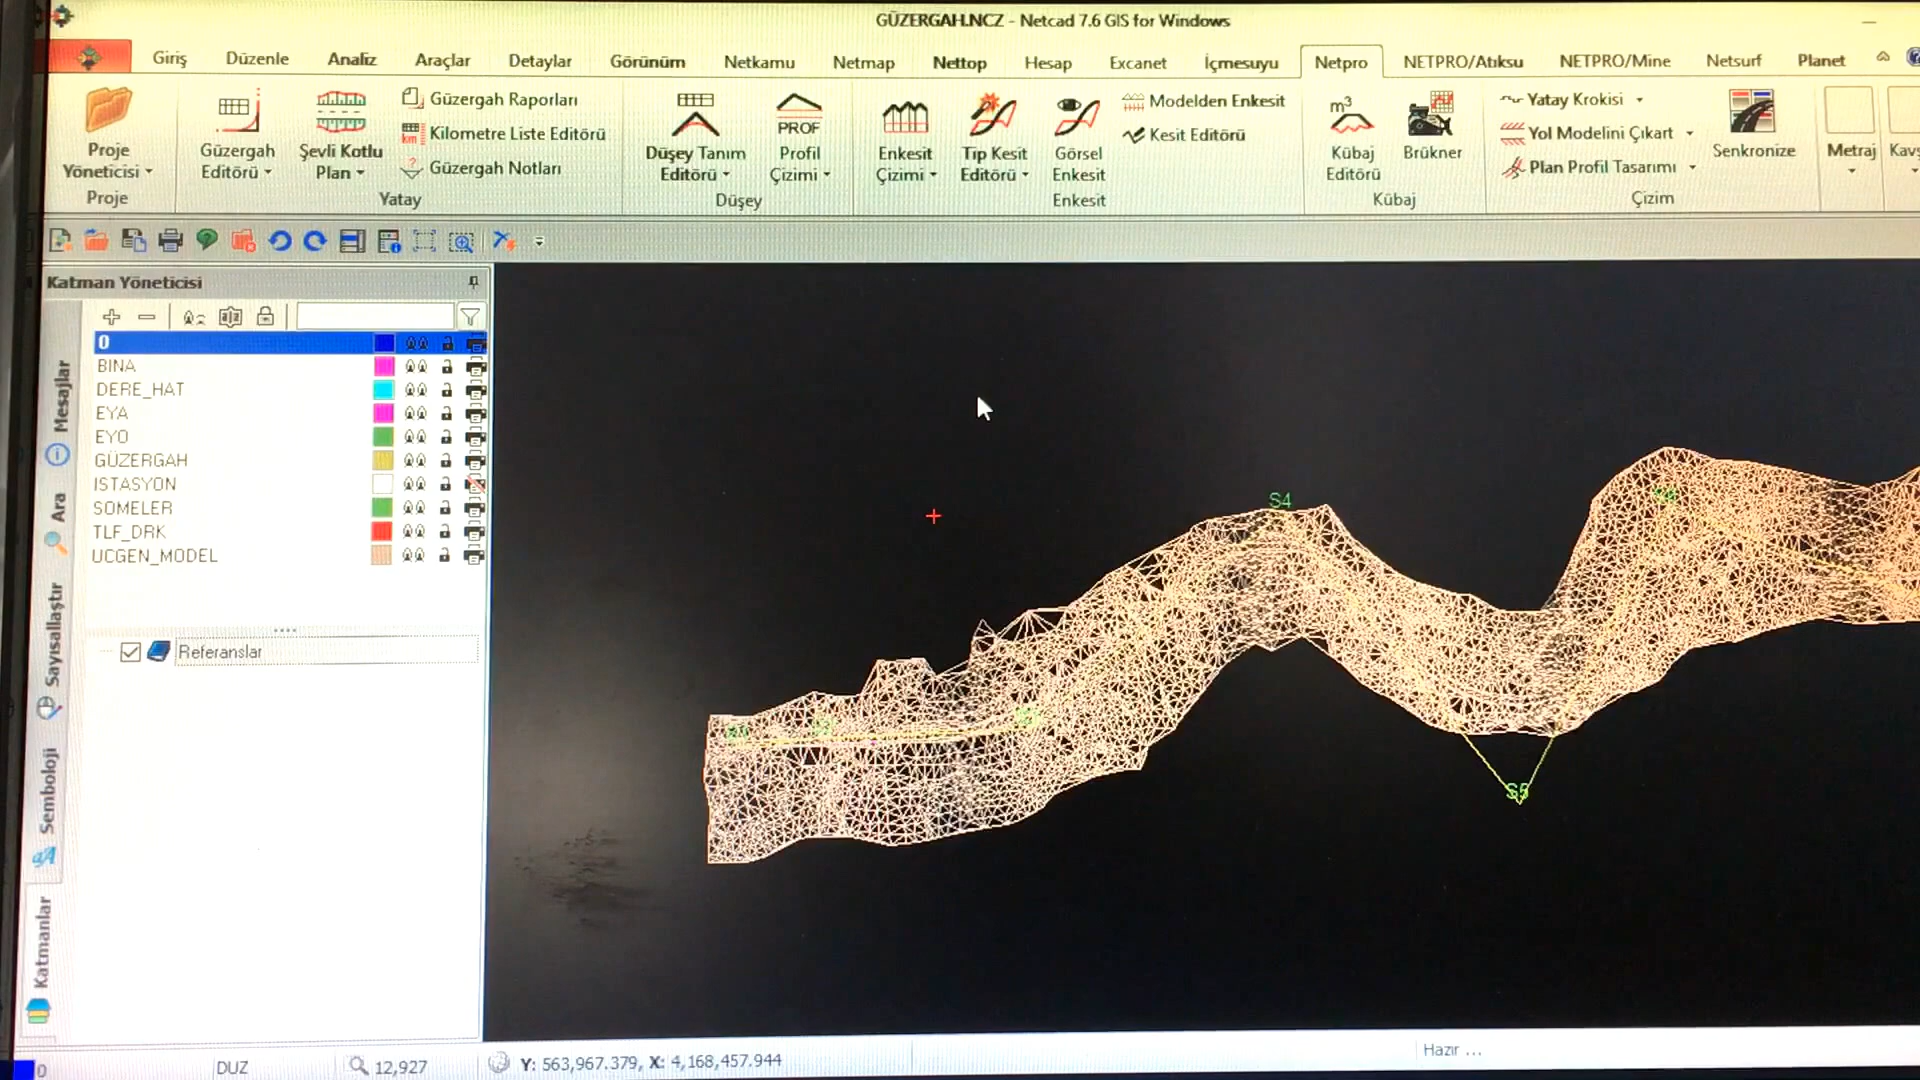 GÜZERGAH.NCZ - Netcad 7.6 GIS for Windows
Giriş Düzenle Analiz Araçlar Detaylar Görünüm Netkamu Netmap Nettop Hesap Excanet İçmesuyu Netpro NETPRO/Atıksu NETPRO/Mine Netsurf Planet
Proje Yöneticisi
Proje
Güzergah Editörü
Şevli Kotlu Plan
Güzergah Raporları
Kilometre Liste Editörü
Güzergah Notları
Yatay
Düşey Tanım Editörü
PROF
Profil Çizimi
Düşey
Enkesit Çizimi
Tip Kesit Editörü
Görsel Enkesit
Modelden Enkesit
Kesit Editörü
Enkesit
m³
Kübaj Editörü
Brükner
Kübaj
Yatay Krokisi
Yol Modelini Çıkart
Plan Profil Tasarımı
Senkronize
Çizim
Metraj
Katman Yöneticisi
0
BINA
DERE_HAT
EYA
EYO
GÜZERGAH
ISTASYON
SOMELER
TLF_DRK
UCGEN_MODEL
Referanslar
Mesajlar
Ara
Sayısallaştır
Semboloji
Katmanlar
S4
S5
0 DUZ 12,927 Y: 563,967.379, X: 4,168,457.944 Hazır ...